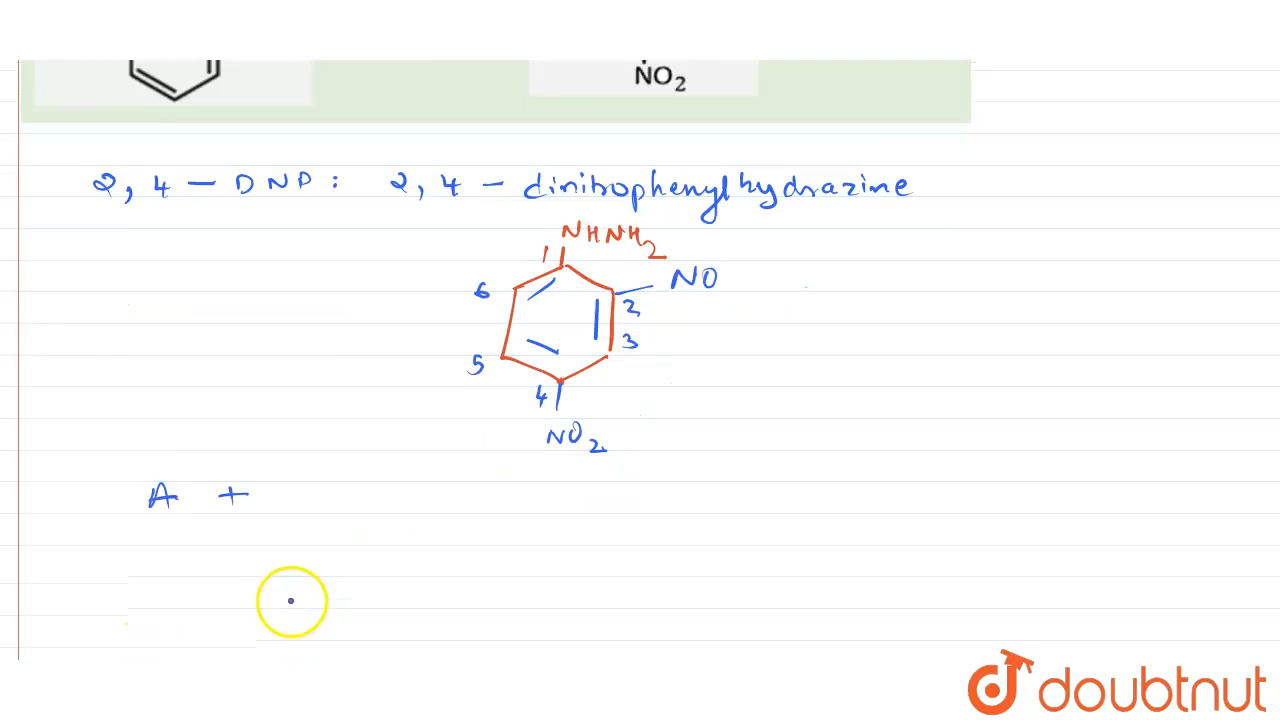 NO2
2, 4 - DNP : 2, 4 - dinitrophenylhydrazine
NHNH2
1
NO
6
2
3
5
4
NO2
A +
doubtnut